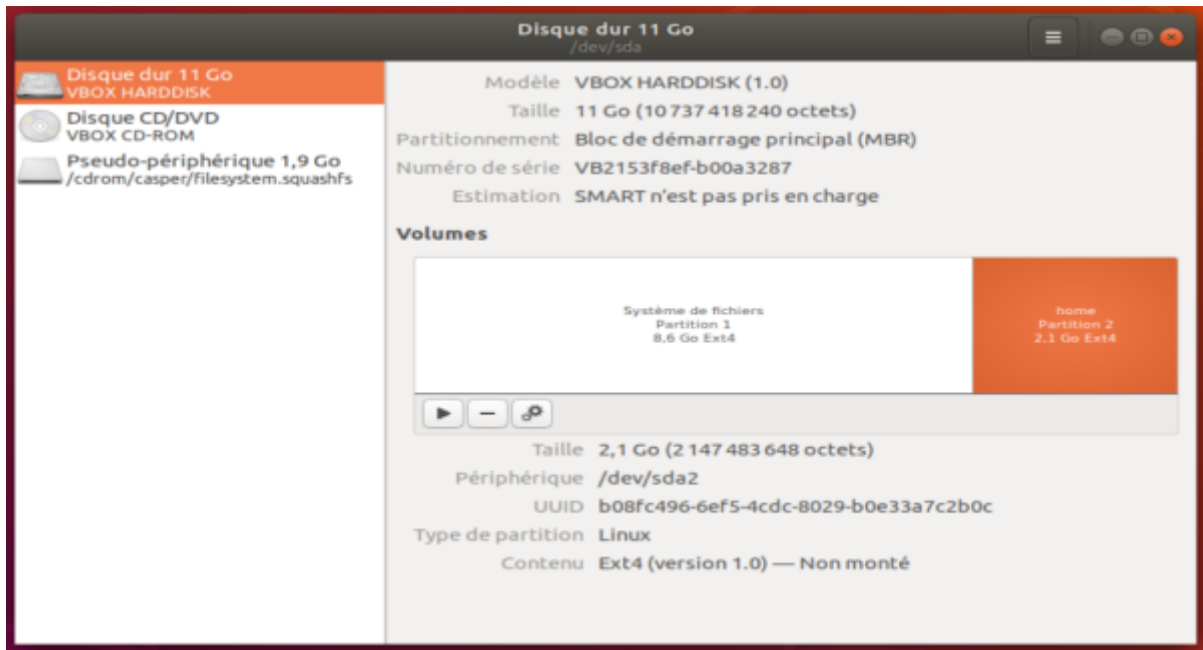 Disque dur 11 Go
/dev/sda
Disque dur 11 Go
VBOX HARDDISK
Disque CD/DVD
VBOX CD-ROM
Pseudo-périphérique 1,9 Go
/cdrom/casper/filesystem.squashfs
Modèle VBOX HARDDISK (1.0)
Taille 11 Go (10 737 418 240 octets)
Partitionnement Bloc de démarrage principal (MBR)
Numéro de série VB2153f8ef-b00a3287
Estimation SMART n'est pas pris en charge
Volumes
Système de fichiers
Partition 1
8,6 Go Ext4
home
Partition 2
2,1 Go Ext4
Taille 2,1 Go (2 147 483 648 octets)
Périphérique /dev/sda2
UUID b08fc496-6ef5-4cdc-8029-b0e33a7c2b0c
Type de partition Linux
Contenu Ext4 (version 1.0) — Non monté